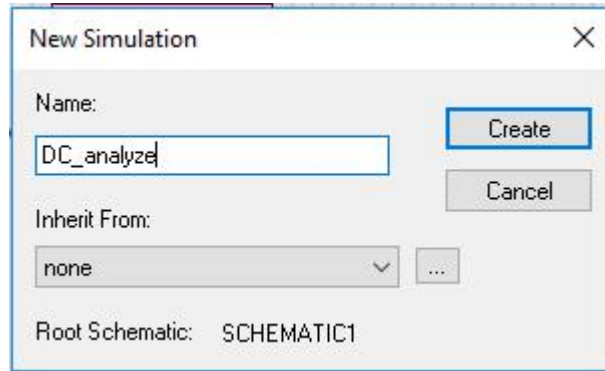 New Simulation
Name:
Create
DC_analyze
Cancel
Inherit From:
none
...
Root Schematic: SCHEMATIC1